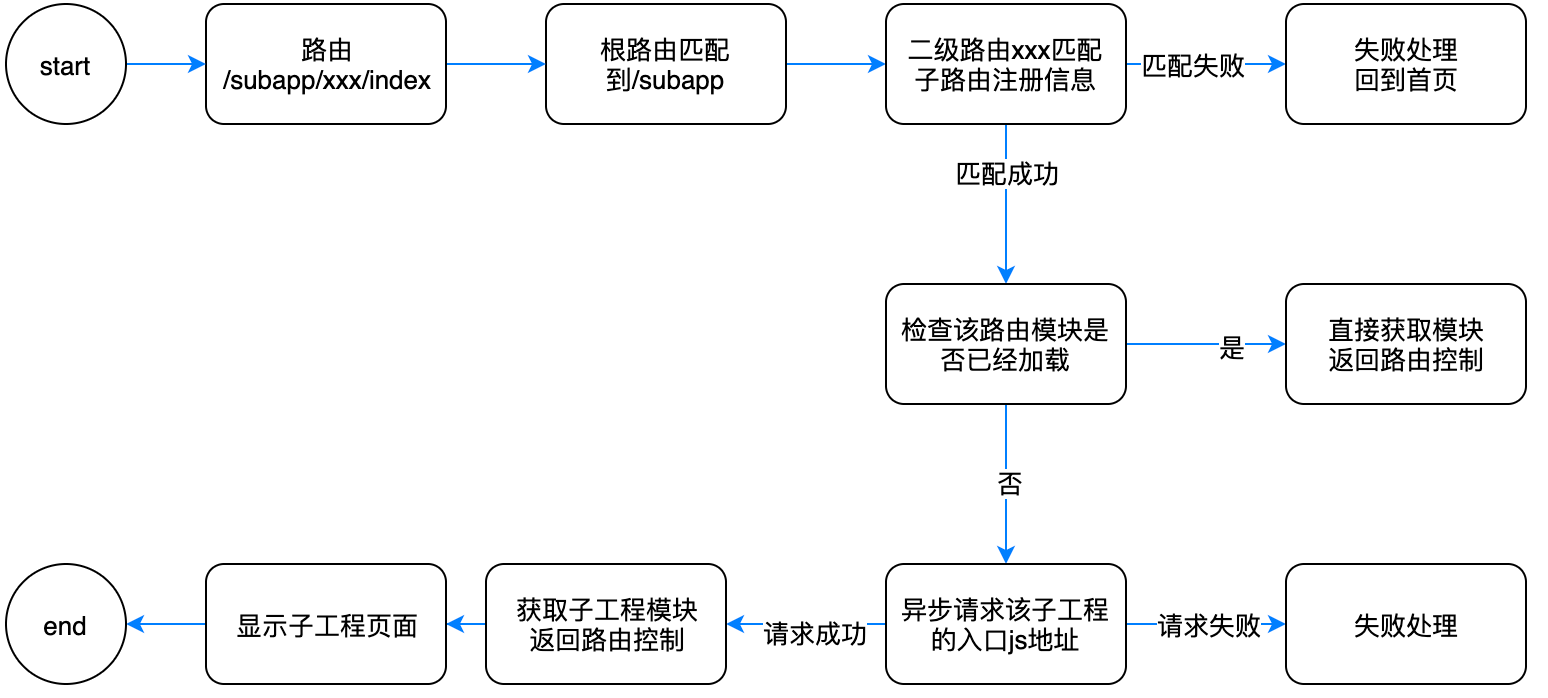 start
路由
/subapp/xxx/index
根路由匹配
到/subapp
二级路由xxx匹配
子路由注册信息
匹配失败
失败处理
回到首页
匹配成功
检查该路由模块是
否已经加载
是
直接获取模块
返回路由控制
否
异步请求该子工程
的入口js地址
请求失败
失败处理
请求成功
获取子工程模块
返回路由控制
显示子工程页面
end